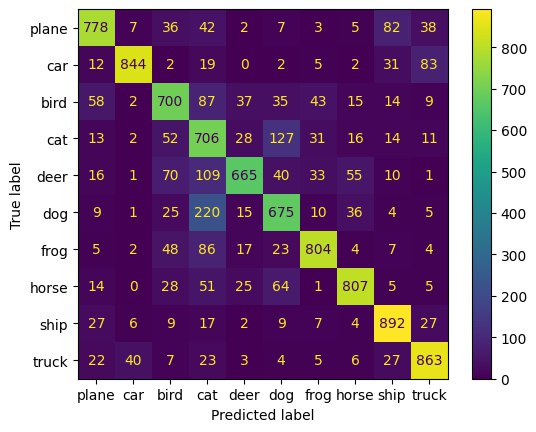 plane 778 7 36 42 2 7 3 5 82 38
car 12 844 2 19 0 2 5 2 31 83
bird 58 2 700 87 37 35 43 15 14 9
cat 13 2 52 706 28 127 31 16 14 11
deer 16 1 70 109 665 40 33 55 10 1
dog 9 1 25 220 15 675 10 36 4 5
frog 5 2 48 86 17 23 804 4 7 4
horse 14 0 28 51 25 64 1 807 5 5
ship 27 6 9 17 2 9 7 4 892 27
truck 22 40 7 23 3 4 5 6 27 863
plane car bird cat deer dog frog horse ship truck
Predicted label
True label
800
700
600
500
400
300
200
100
0